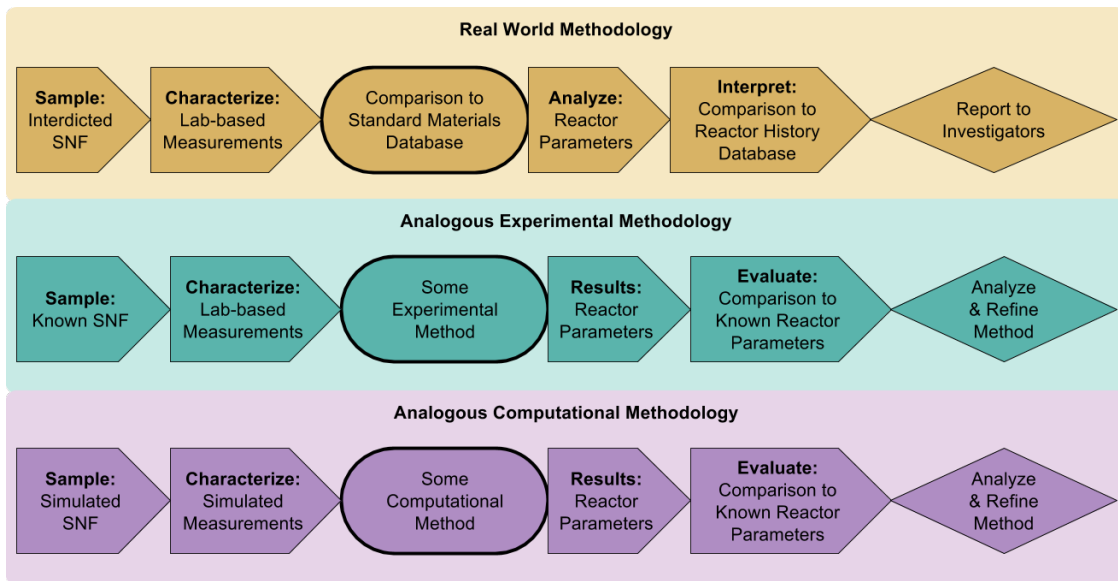 Real World Methodology
Sample:
Interdicted
SNF
Characterize:
Lab-based
Measurements
Comparison to
Standard Materials
Database
Analyze:
Reactor
Parameters
Interpret:
Comparison to
Reactor History
Database
Report to
Investigators
Analogous Experimental Methodology
Sample:
Known SNF
Characterize:
Lab-based
Measurements
Some
Experimental
Method
Results:
Reactor
Parameters
Evaluate:
Comparison to
Known Reactor
Parameters
Analyze
& Refine
Method
Analogous Computational Methodology
Sample:
Simulated
SNF
Characterize:
Simulated
Measurements
Some
Computational
Method
Results:
Reactor
Parameters
Evaluate:
Comparison to
Known Reactor
Parameters
Analyze
& Refine
Method